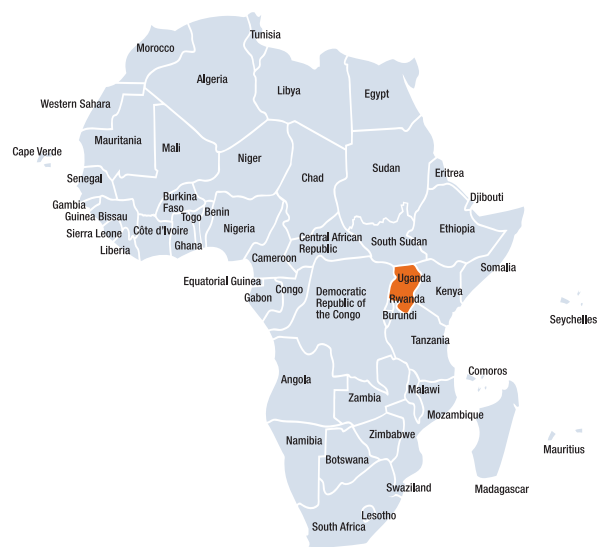 Tunisia
Morocco
Algeria
Libya
Egypt
Western Sahara
Mauritania
Mali
Cape Verde
Niger
Chad
Sudan
Eritrea
Senegal
Djibouti
Gambia
Burkina
Faso
Guinea Bissau
Togo
Benin
Sierra Leone
Côte d'Ivoire
Nigeria
Ethiopia
Liberia
Ghana
Central African
Republic
South Sudan
Cameroon
Somalia
Equatorial Guinea
Uganda
Gabon
Congo
Democratic
Republic of
the Congo
Kenya
Rwanda
Burundi
Seychelles
Tanzania
Comoros
Angola
Malawi
Zambia
Mozambique
Zimbabwe
Namibia
Mauritius
Botswana
Swaziland
Madagascar
Lesotho
South Africa